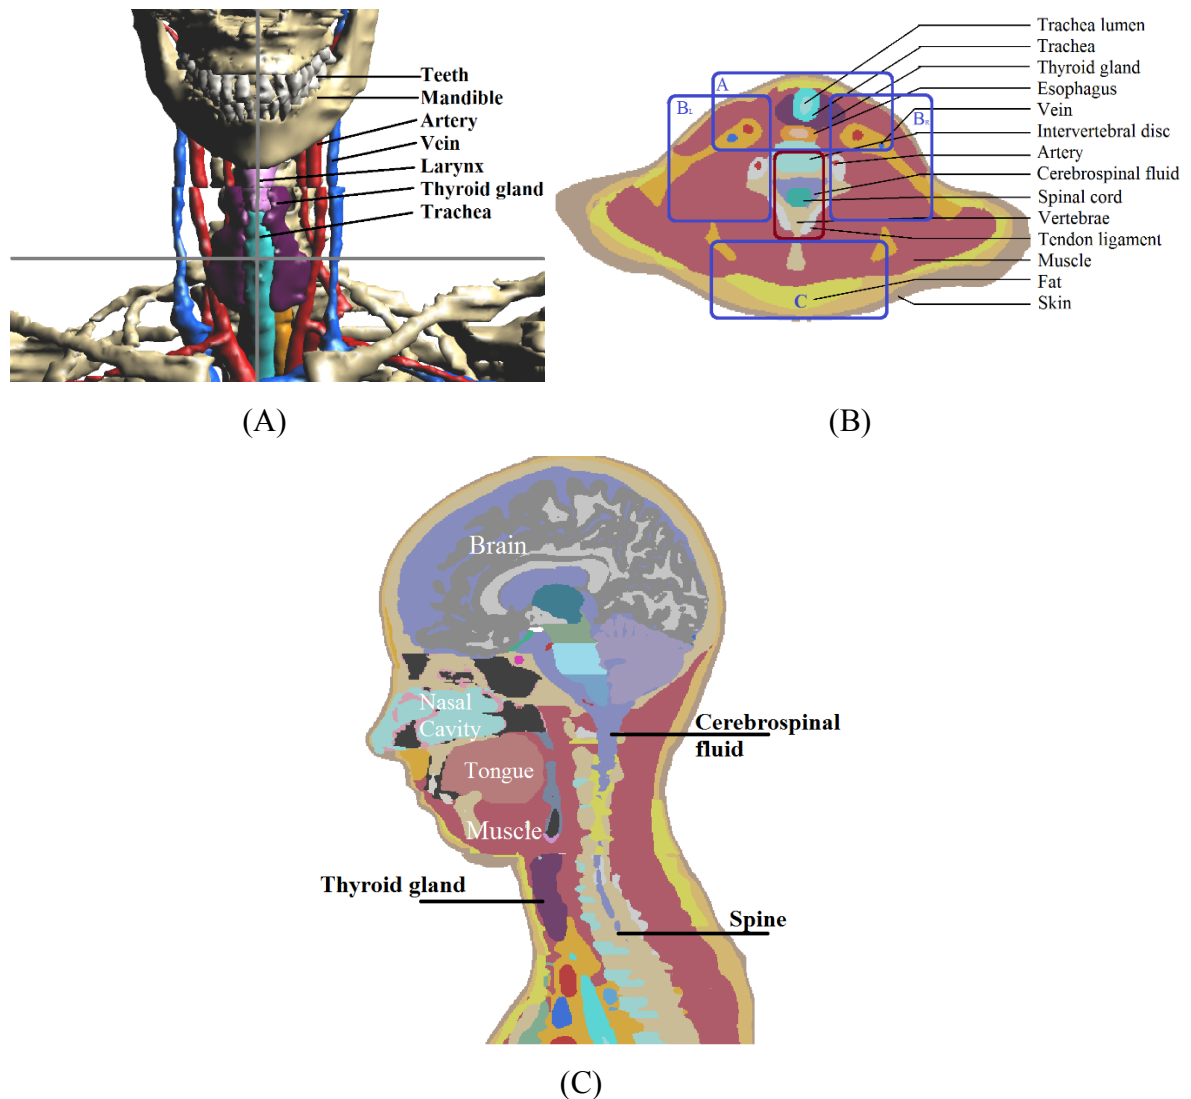 Teeth
Mandible
Artery
Vein
Larynx
Thyroid gland
Trachea
(A)
Trachea lumen
Trachea
Thyroid gland
Esophagus
Vein
Intervertebral disc
Artery
Cerebrospinal fluid
Spinal cord
Vertebrae
Tendon ligament
Muscle
Fat
Skin
A
BL
BR
C
(B)
Brain
Nasal
Cavity
Tongue
Muscle
Cerebrospinal
fluid
Thyroid gland
Spine
(C)